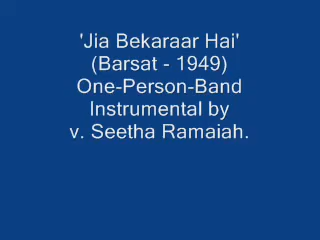 'Jia Bekaraar Hai'
(Barsat - 1949)
One-Person-Band
Instrumental by
v. Seetha Ramaiah.